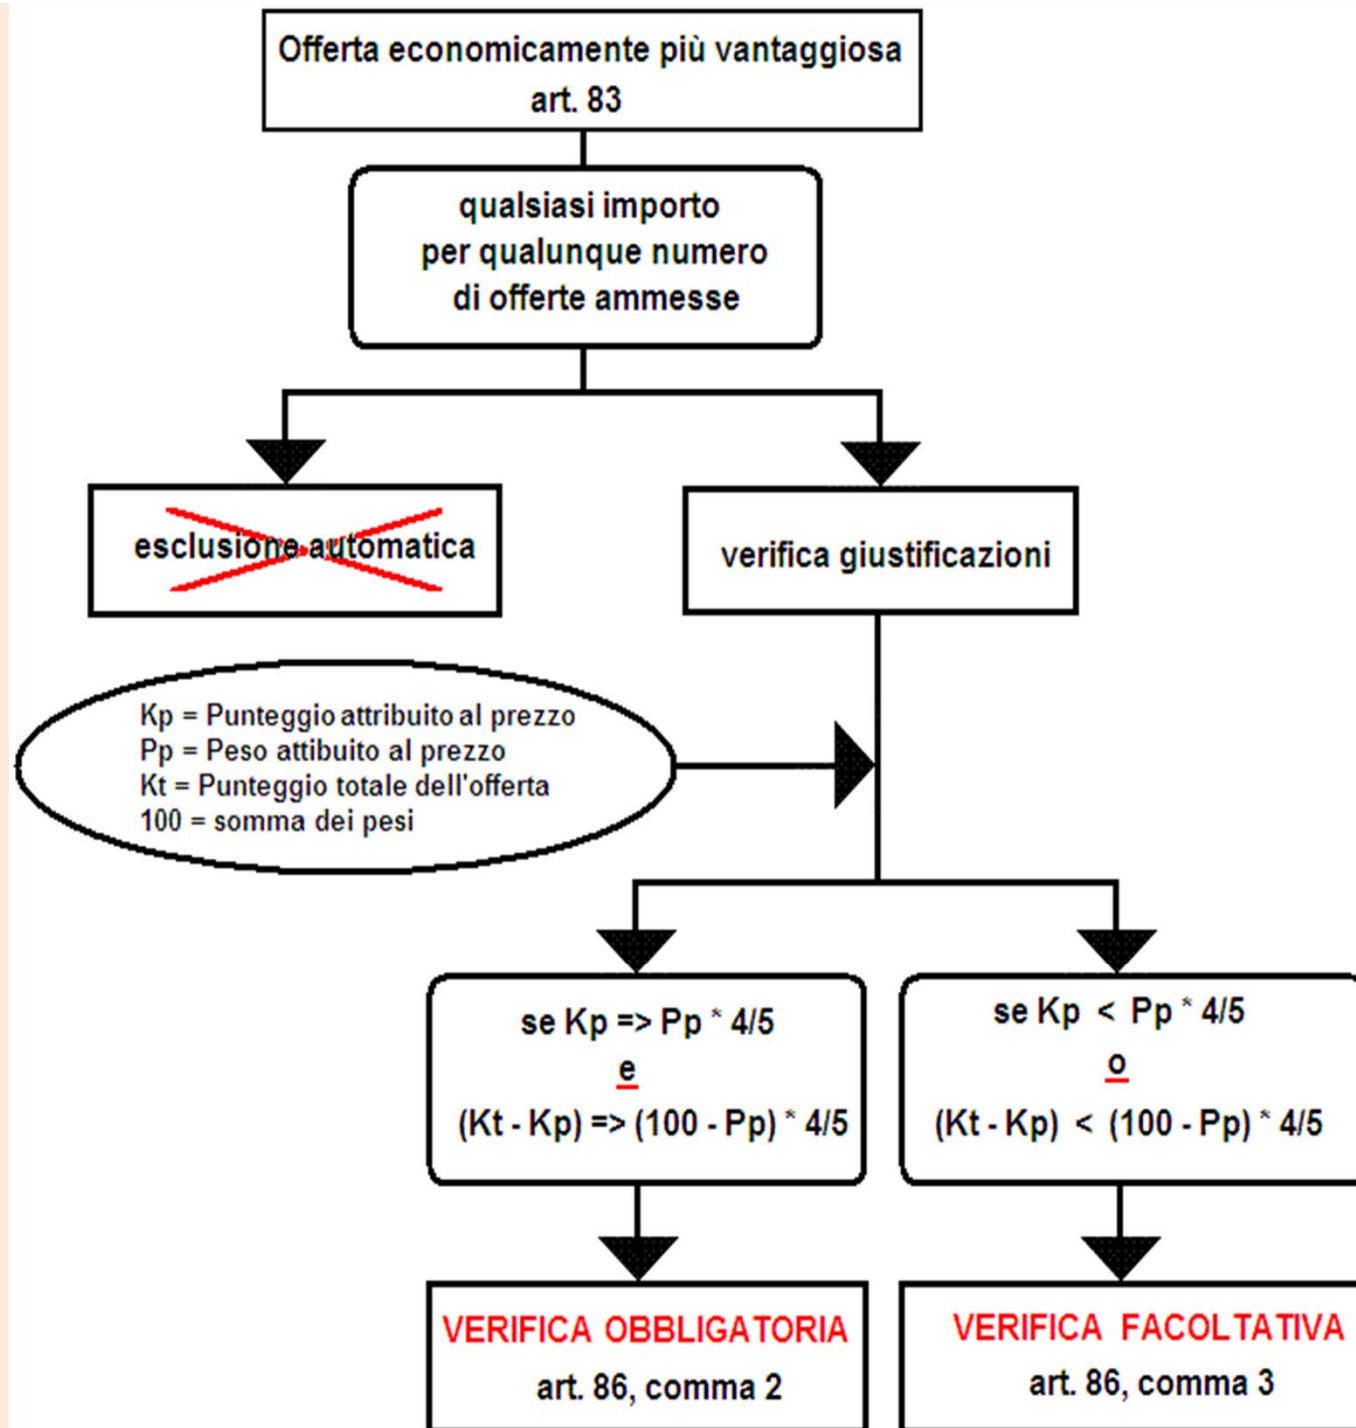 Offerta economicamente più vantaggiosa
art. 83
qualsiasi importo
per qualunque numero
di offerte ammesse
esclusione automatica
verifica giustificazioni
Kp = Punteggio attribuito al prezzo
Pp = Peso attibuito al prezzo
Kt = Punteggio totale dell'offerta
100 = somma dei pesi
se Kp => Pp * 4/5
e
(Kt - Kp) => (100 - Pp) * 4/5
se Kp < Pp * 4/5
o
(Kt - Kp) < (100 - Pp) * 4/5
VERIFICA OBBLIGATORIA
art. 86, comma 2
VERIFICA FACOLTATIVA
art. 86, comma 3